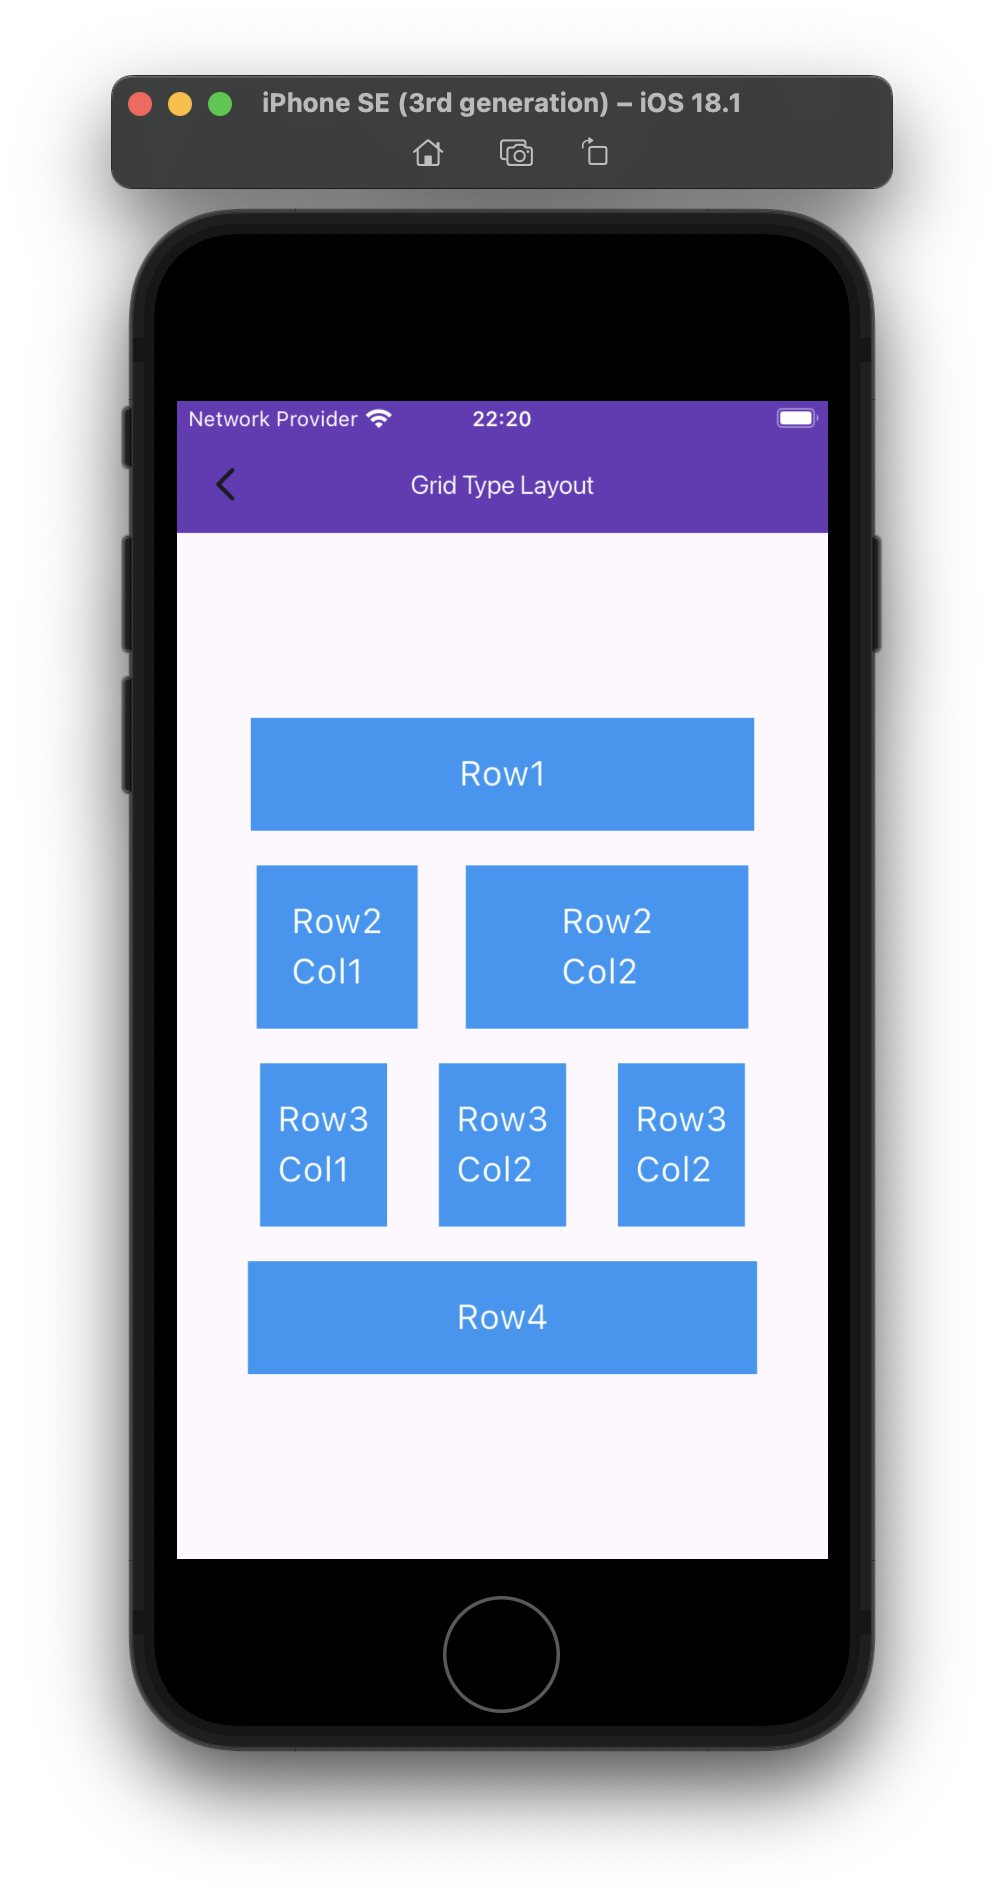 iPhone SE (3rd generation) – iOS 18.1
Network Provider 22:20
Grid Type Layout
Row1
Row2
Col1
Row2
Col2
Row3
Col1
Row3
Col2
Row3
Col2
Row4